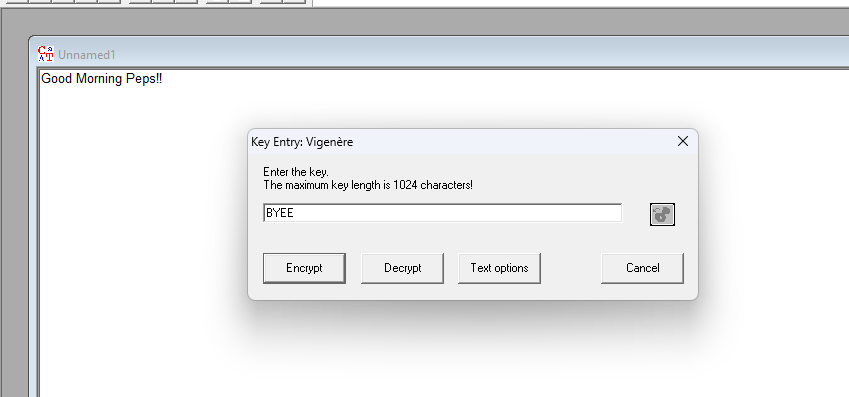 Unnamed1
Good Morning Peps!!
Key Entry: Vigenère
Enter the key.
The maximum key length is 1024 characters!
BYEE
Encrypt Decrypt Text options Cancel